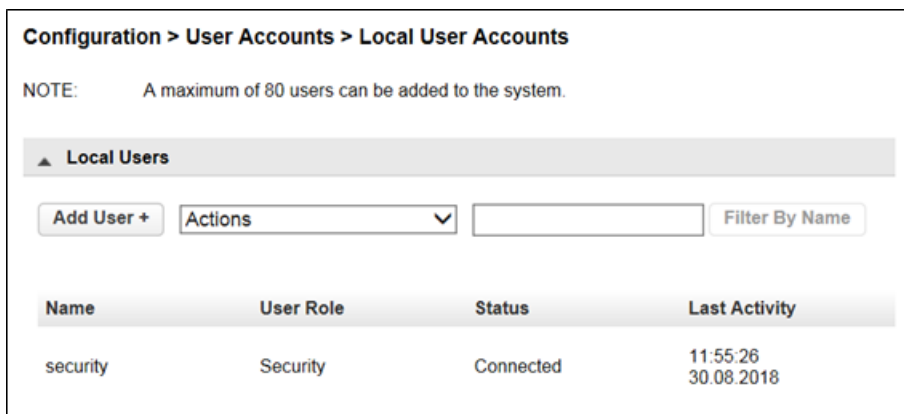 Configuration > User Accounts > Local User Accounts
NOTE: A maximum of 80 users can be added to the system.
Local Users
Add User + Actions Filter By Name
Name User Role Status Last Activity
security Security Connected 11:55:26
30.08.2018